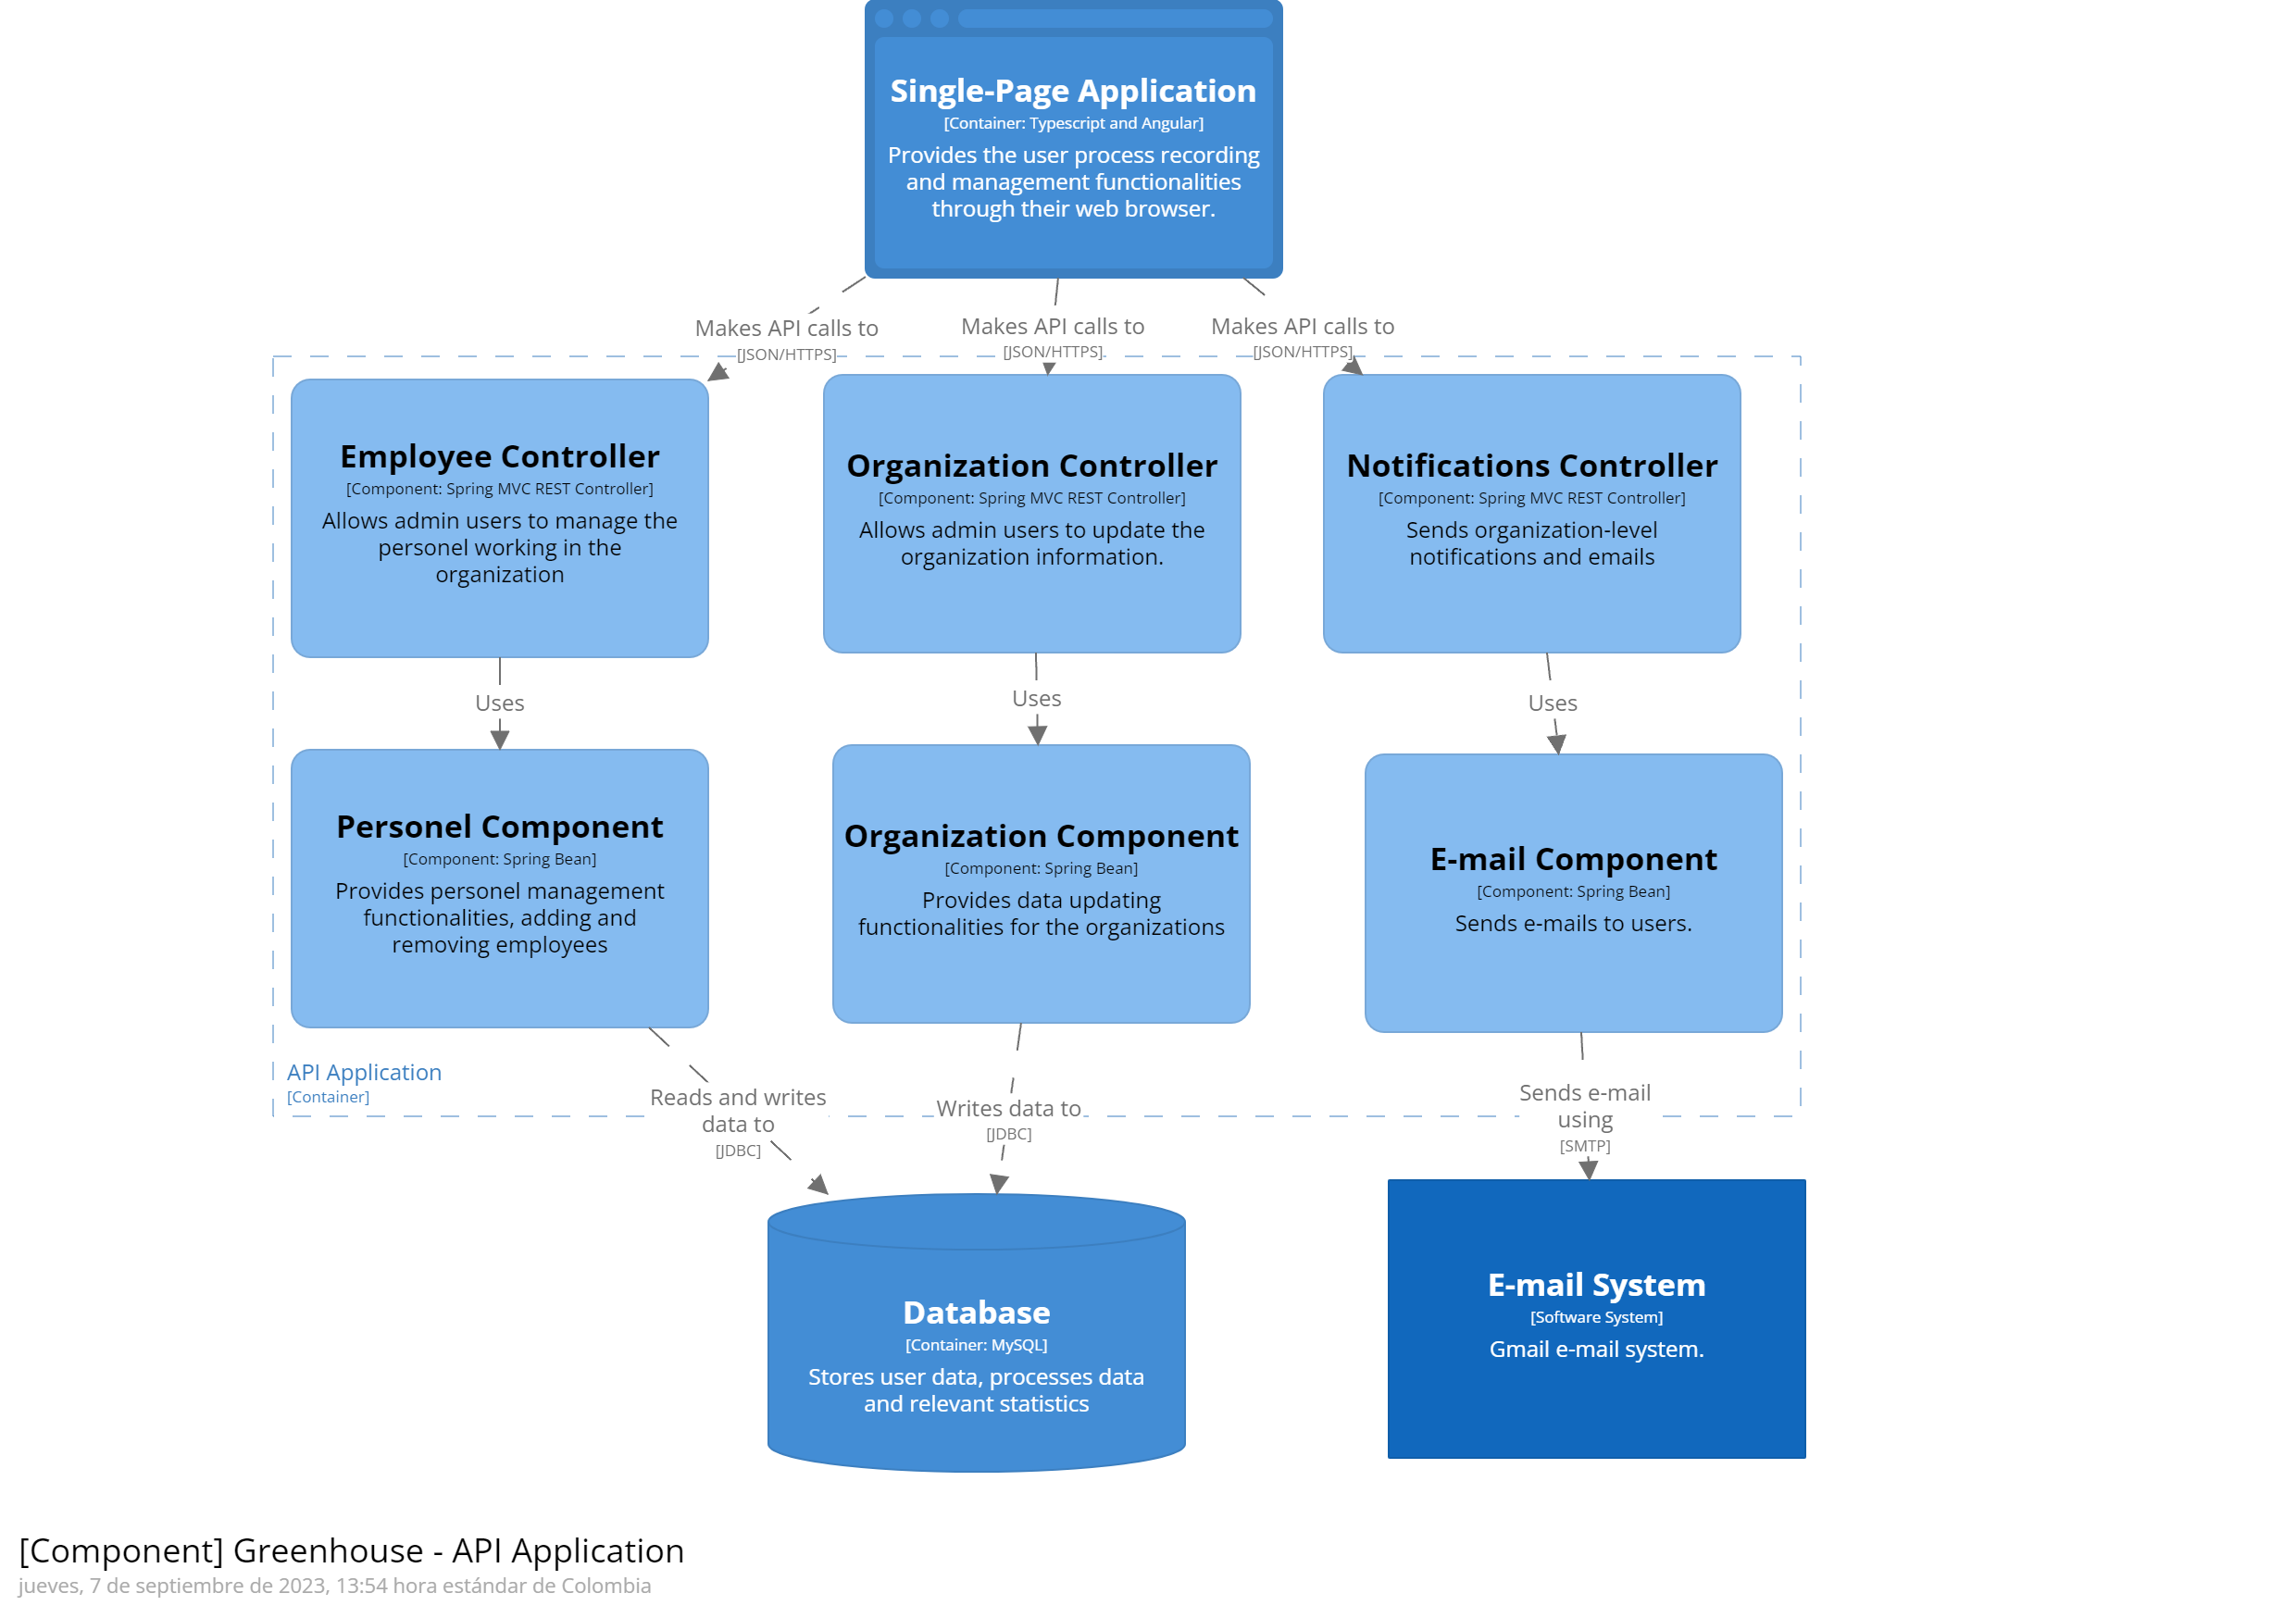 Single-Page Application
[Container: Typescript and Angular]
Provides the user process recording
and management functionalities
through their web browser.
Makes API calls to
[JSON/HTTPS]
Makes API calls to
[JSON/HTTPS]
Makes API calls to
[JSON/HTTPS]
Employee Controller
[Component: Spring MVC REST Controller]
Allows admin users to manage the
personel working in the
organization
Organization Controller
[Component: Spring MVC REST Controller]
Allows admin users to update the
organization information.
Notifications Controller
[Component: Spring MVC REST Controller]
Sends organization-level
notifications and emails
Uses
Uses
Uses
Personel Component
[Component: Spring Bean]
Provides personel management
functionalities, adding and
removing employees
Organization Component
[Component: Spring Bean]
Provides data updating
functionalities for the organizations
E-mail Component
[Component: Spring Bean]
Sends e-mails to users.
API Application
[Container]
Reads and writes
data to
[JDBC]
Writes data to
[JDBC]
Sends e-mail
using
[SMTP]
Database
[Container: MySQL]
Stores user data, processes data
and relevant statistics
E-mail System
[Software System]
Gmail e-mail system.
[Component] Greenhouse - API Application
jueves, 7 de septiembre de 2023, 13:54 hora estándar de Colombia